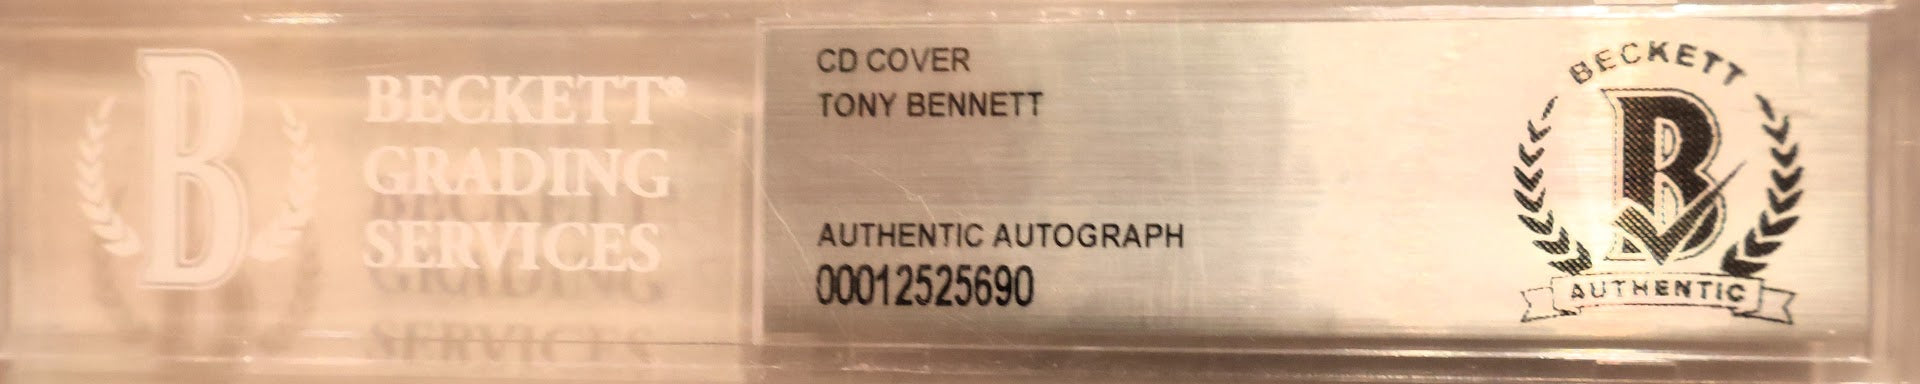 B
BECKETT®
GRADING
SERVICES
CD COVER
TONY BENNETT
AUTHENTIC AUTOGRAPH
00012525690
BECKETT
B
AUTHENTIC